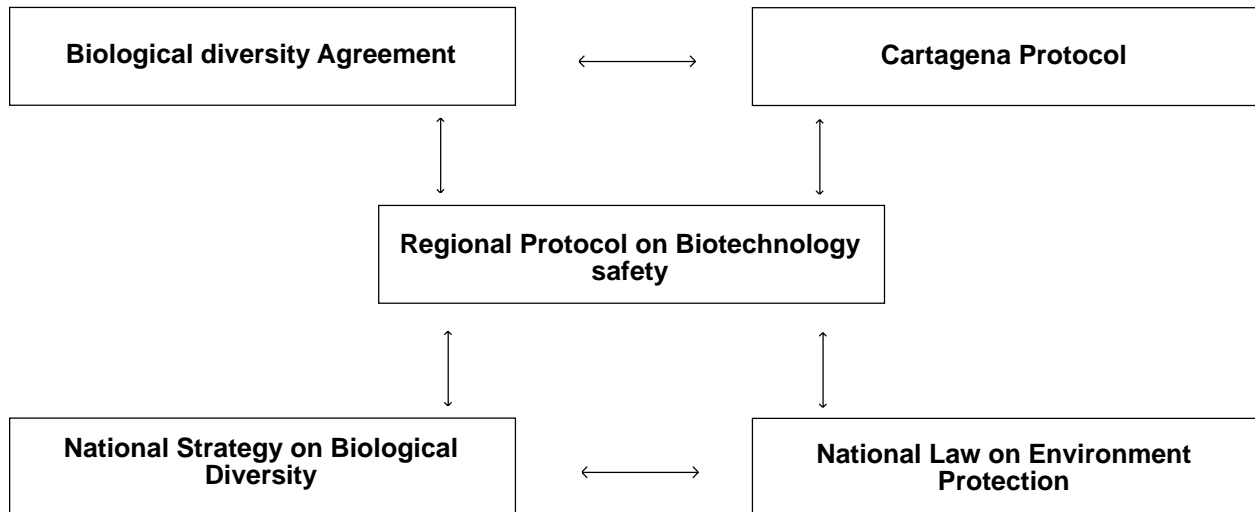 Biological diversity Agreement
Cartagena Protocol
Regional Protocol on Biotechnology
safety
National Strategy on Biological
Diversity
National Law on Environment
Protection